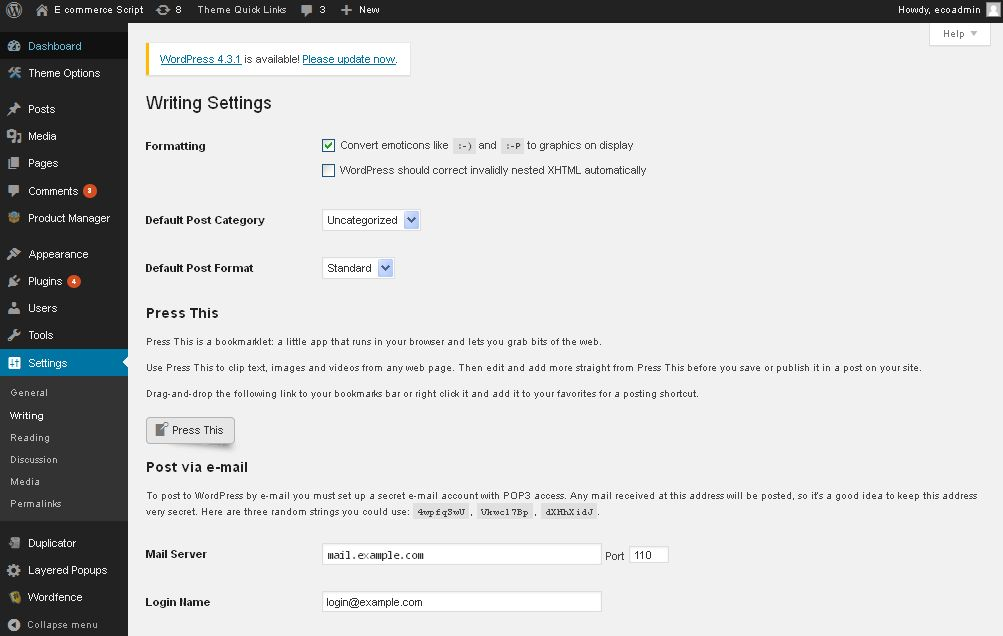 E commerce Script 8 Theme Quick Links 3 New Howdy, ecoadmin
Help
Dashboard
Theme Options
Posts
Media
Pages
Comments 3
Product Manager
Appearance
Plugins 4
Users
Tools
Settings
General
Writing
Reading
Discussion
Media
Permalinks
Duplicator
Layered Popups
Wordfence
Collapse menu
WordPress 4.3.1 is available! Please update now.
Writing Settings
Formatting Convert emoticons like :-) and :-P to graphics on display
WordPress should correct invalidly nested XHTML automatically
Default Post Category Uncategorized
Default Post Format Standard
Press This
Press This is a bookmarklet: a little app that runs in your browser and lets you grab bits of the web.
Use Press This to clip text, images and videos from any web page. Then edit and add more straight from Press This before you save or publish it in a post on your site.
Drag-and-drop the following link to your bookmarks bar or right click it and add it to your favorites for a posting shortcut.
Press This
Post via e-mail
To post to WordPress by e-mail you must set up a secret e-mail account with POP3 access. Any mail received at this address will be posted, so it's a good idea to keep this address
very secret. Here are three random strings you could use: 4wpfqSwU , Vkwcl7Bp , dXHhXidJ .
Mail Server mail.example.com Port 110
Login Name login@example.com